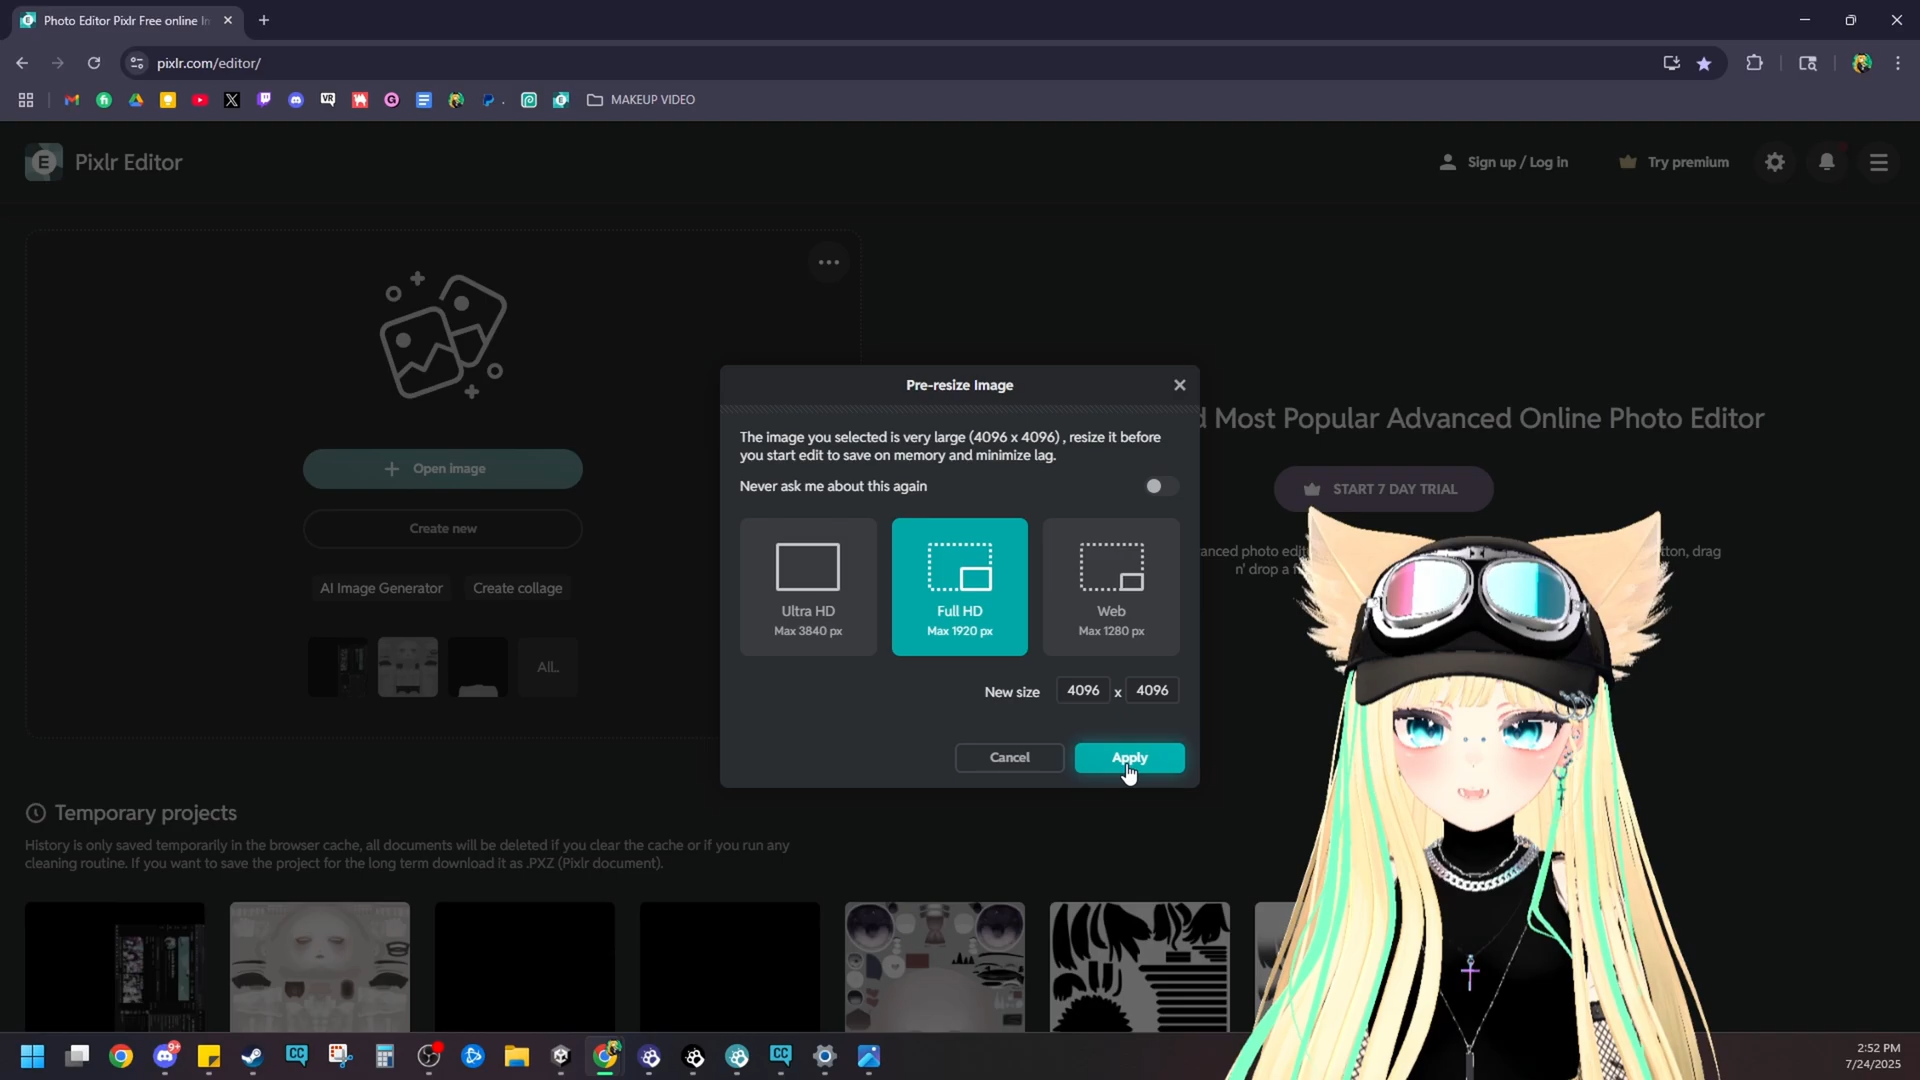 Photo Editor Pixlr Free online In
pixlr.com/editor/
MAKEUP VIDEO
Pixlr Editor
Sign up / Log in
Try premium
Pre-resize Image
The image you selected is very large (4096 x 4096) , resize it before
you start edit to save on memory and minimize lag.
Never ask me about this again
Ultra HD
Max 3840 px
Full HD
Max 1920 px
Web
Max 1280 px
New size
4096
x
4096
Cancel
Apply
Open image
Create new
AI Image Generator
Create collage
All..
Most Popular Advanced Online Photo Editor
START 7 DAY TRIAL
anced photo edit
tton, drag
n' drop a f
Temporary projects
History is only saved temporarily in the browser cache, all documents will be deleted if you clear the cache or if you run any
cleaning routine. If you want to save the project for the long term download it as .PXZ (Pixlr document).
9+
CC
CC
2:52 PM
7/24/2025